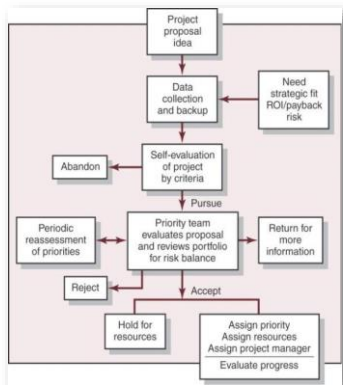 Project
proposal
idea
Data
collection
and backup
Need
strategic fit
ROI/payback
risk
Abandon
Self-evaluation
of project
by criteria
Pursue
Periodic
reassessment
of priorities
Priority team
evaluates proposal
and reviews portfolio
for risk balance
Return for
more
information
Reject
Accept
Hold for
resources
Assign priority
Assign resources
Assign project manager
Evaluate progress